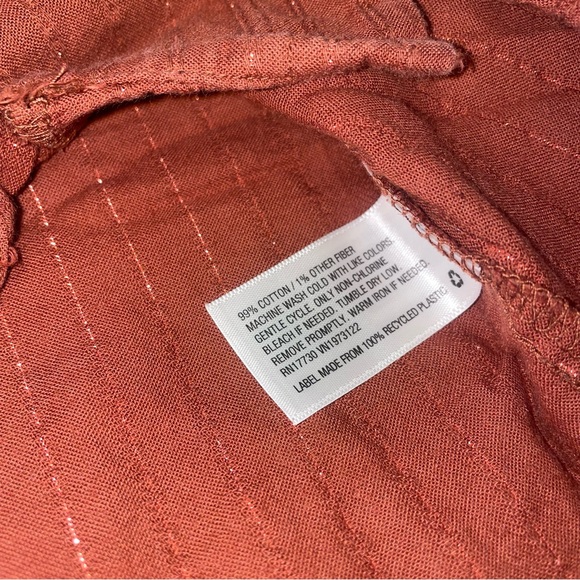 99% COTTON / 1% OTHER FIBER
MACHINE WASH COLD WITH LIKE COLORS.
GENTLE CYCLE. ONLY NON-CHLORINE
BLEACH IF NEEDED. TUMBLE DRY LOW.
REMOVE PROMPTLY. WARM IRON IF NEEDED.
RN17730 VN1973122
LABEL MADE FROM 100% RECYCLED PLASTIC